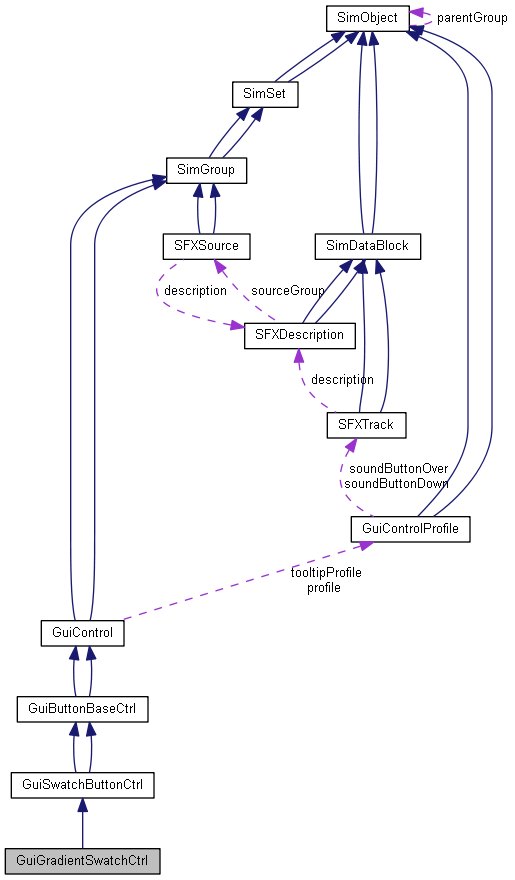 SimObject
parentGroup
SimSet
SimGroup
SFXSource
SimDataBlock
description
sourceGroup
SFXDescription
description
SFXTrack
soundButtonOver
soundButtonDown
GuiControlProfile
tooltipProfile
profile
GuiControl
GuiButtonBaseCtrl
GuiSwatchButtonCtrl
GuiGradientSwatchCtrl